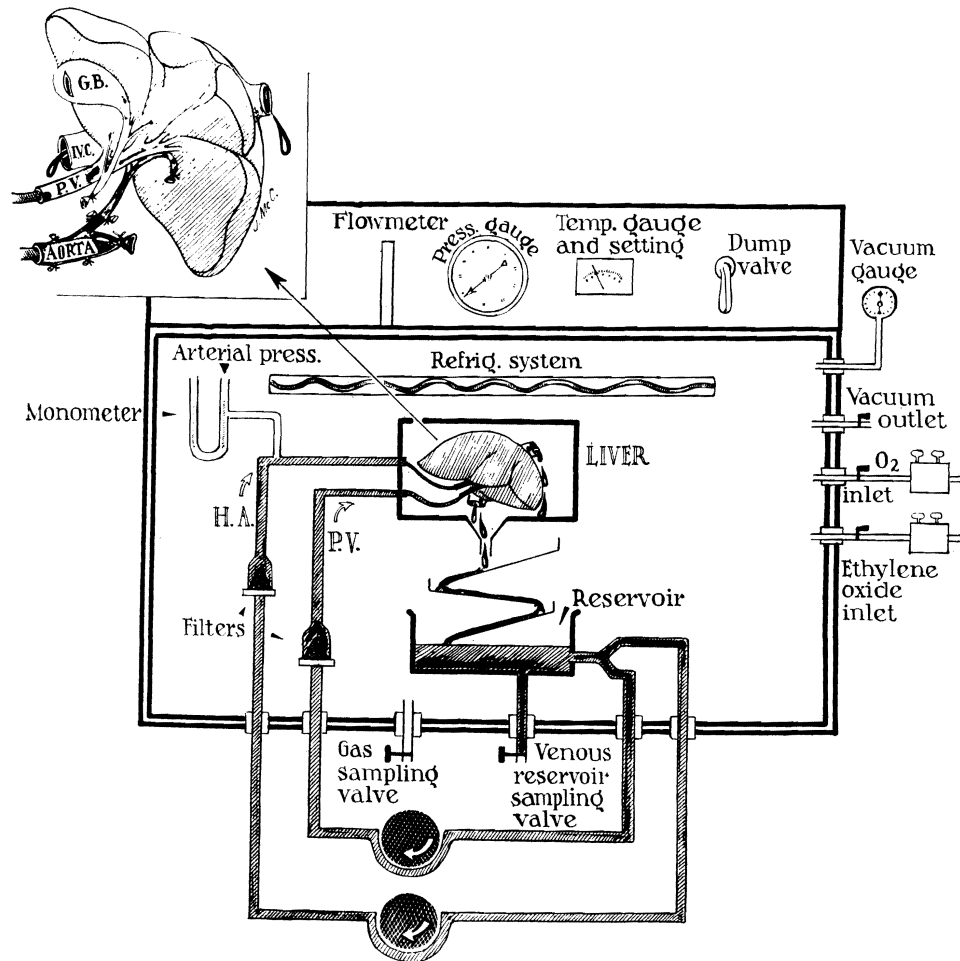 G.B.
I.V.C.
P.V.
AORTA
Mc.C.
Flowmeter
Press. gauge
Temp. gauge
and setting
Dump
valve
Vacuum
gauge
Arterial press.
Refrig. system
Monometer
Vacuum
outlet
LIVER
O2
inlet
H.A.
P.V.
Ethylene
oxide
inlet
Reservoir
Filters
Gas
sampling
valve
Venous
reservoir
sampling
valve